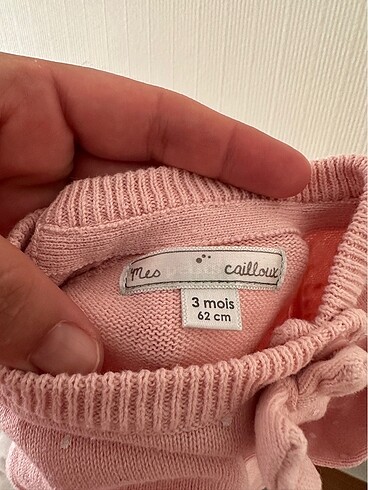 mes cailloux
3 mois
62 cm